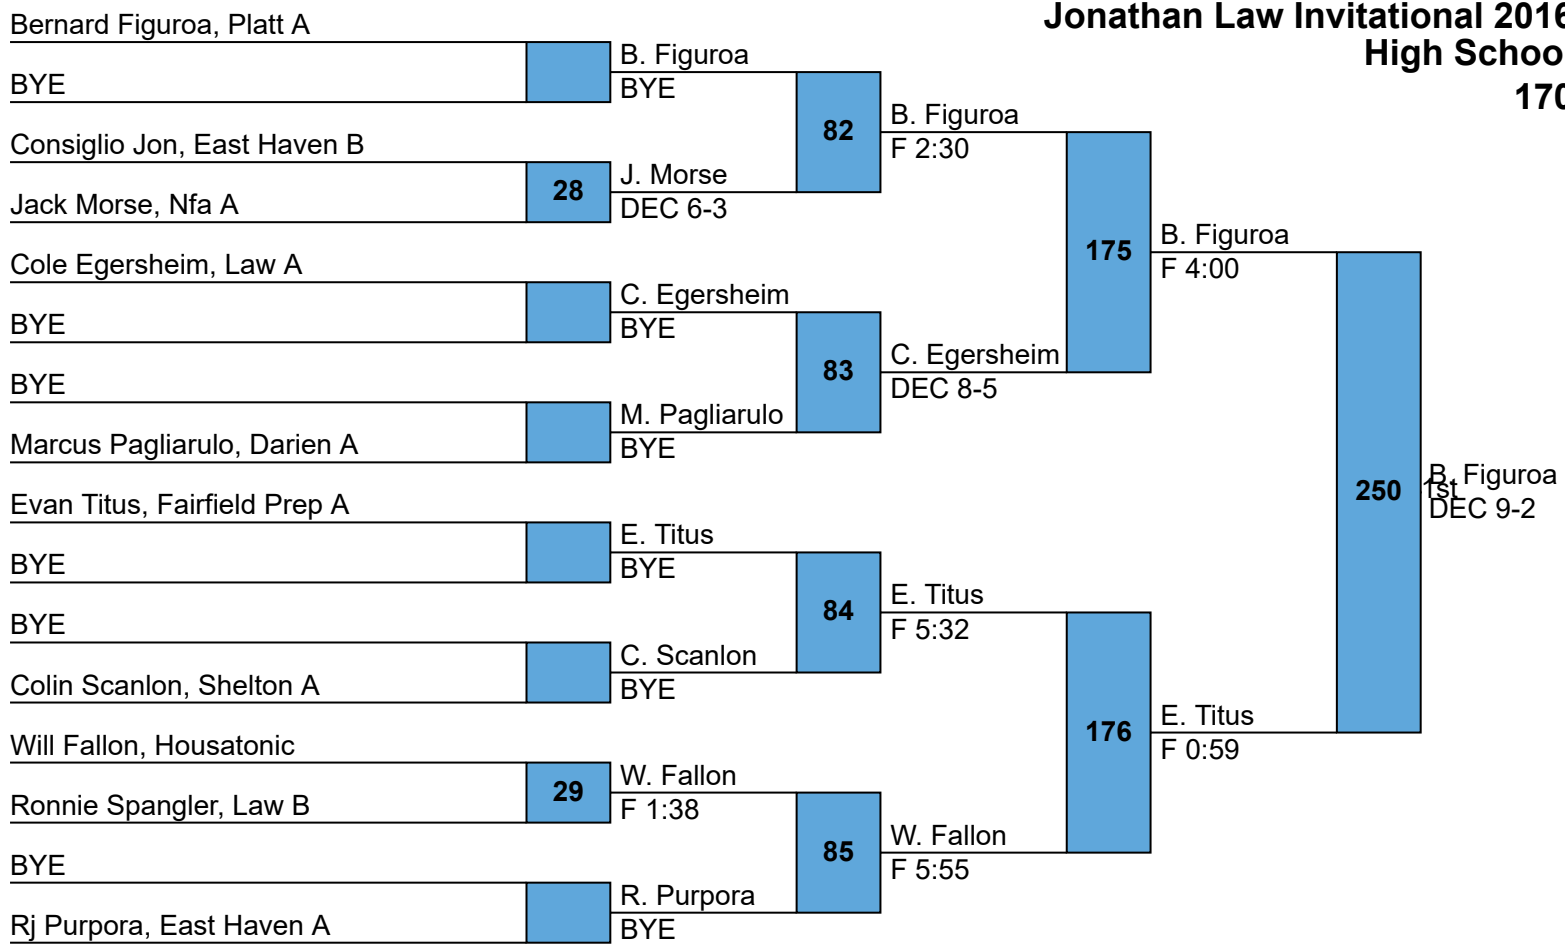 Jonathan Law Invitational 2016
High School
170
Bernard Figuroa, Platt A
BYE
Consiglio Jon, East Haven B
Jack Morse, Nfa A
Cole Egersheim, Law A
BYE
BYE
Marcus Pagliarulo, Darien A
Evan Titus, Fairfield Prep A
BYE
BYE
Colin Scanlon, Shelton A
Will Fallon, Housatonic
Ronnie Spangler, Law B
BYE
Rj Purpora, East Haven A
28
29
B. Figuroa
BYE
J. Morse
DEC 6-3
C. Egersheim
BYE
M. Pagliarulo
BYE
E. Titus
BYE
C. Scanlon
BYE
W. Fallon
F 1:38
R. Purpora
BYE
82
83
84
85
B. Figuroa
F 2:30
C. Egersheim
DEC 8-5
E. Titus
F 5:32
W. Fallon
F 5:55
175
176
B. Figuroa
F 4:00
E. Titus
F 0:59
250
B. Figuroa
1st
DEC 9-2